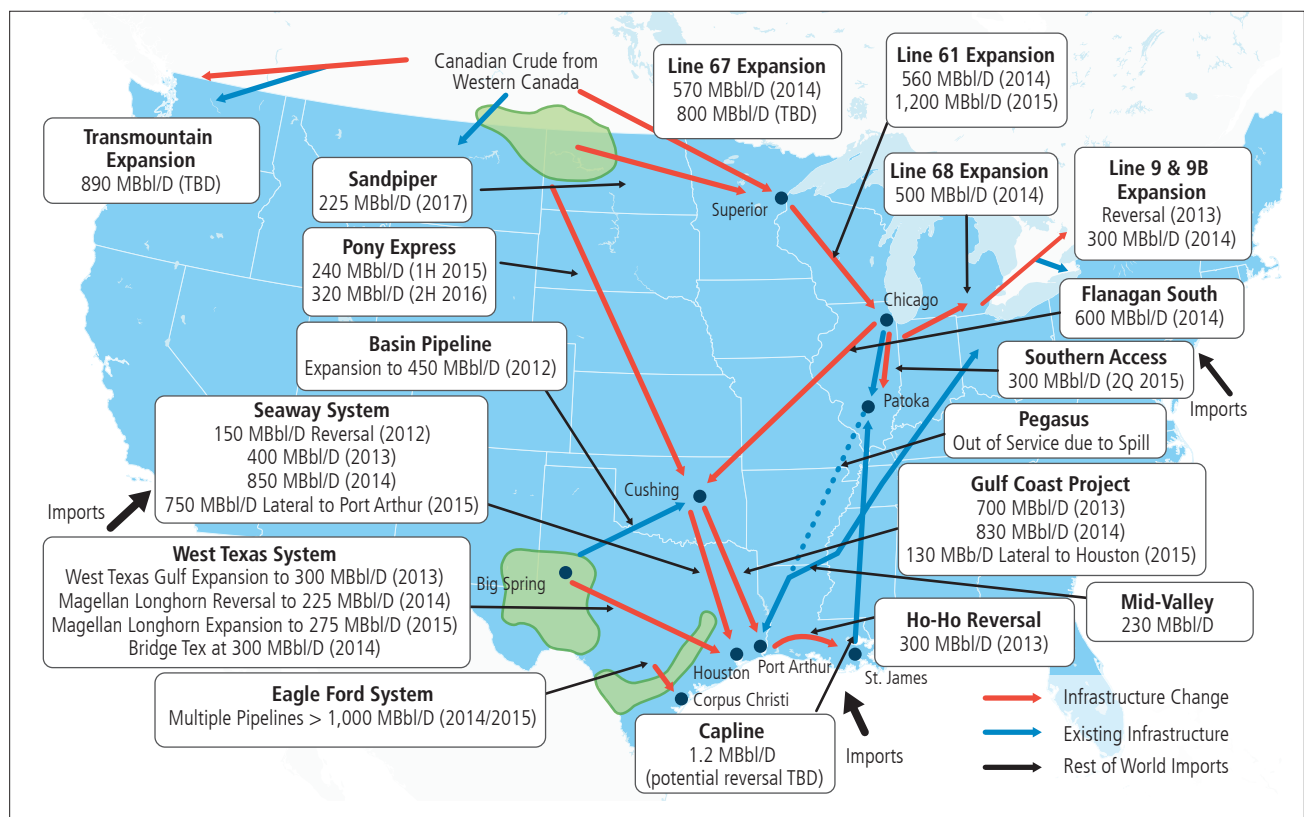 Canadian Crude from
Western Canada
Line 67 Expansion
570 MBbl/D (2014)
800 MBbl/D (TBD)
Line 61 Expansion
560 MBbl/D (2014)
1,200 MBbl/D (2015)
Transmountain
Expansion
890 MBbl/D (TBD)
Sandpiper
225 MBbl/D (2017)
Superior
Line 68 Expansion
500 MBbl/D (2014)
Line 9 & 9B
Expansion
Reversal (2013)
300 MBbl/D (2014)
Pony Express
240 MBbl/D (1H 2015)
320 MBbl/D (2H 2016)
Chicago
Flanagan South
600 MBbl/D (2014)
Basin Pipeline
Expansion to 450 MBbl/D (2012)
Southern Access
300 MBbl/D (2Q 2015)
Imports
Patoka
Seaway System
150 MBbl/D Reversal (2012)
400 MBbl/D (2013)
850 MBbl/D (2014)
750 MBbl/D Lateral to Port Arthur (2015)
Imports
Pegasus
Out of Service due to Spill
Cushing
Gulf Coast Project
700 MBbl/D (2013)
830 MBbl/D (2014)
130 MBb/D Lateral to Houston (2015)
West Texas System
West Texas Gulf Expansion to 300 MBbl/D (2013)
Magellan Longhorn Reversal to 225 MBbl/D (2014)
Magellan Longhorn Expansion to 275 MBbl/D (2015)
Bridge Tex at 300 MBbl/D (2014)
Big Spring
Mid-Valley
230 MBbl/D
Ho-Ho Reversal
300 MBbl/D (2013)
Houston
Port Arthur
St. James
Eagle Ford System
Multiple Pipelines > 1,000 MBbl/D (2014/2015)
Corpus Christi
Capline
1.2 MBbl/D
(potential reversal TBD)
Imports
Infrastructure Change
Existing Infrastructure
Rest of World Imports